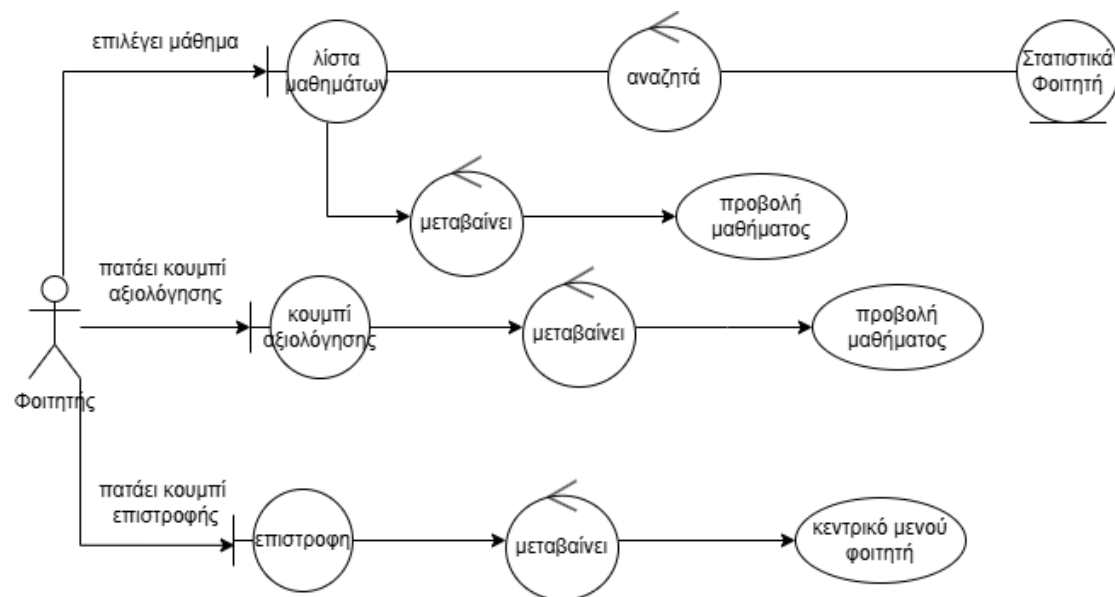 επιλέγει μάθημα
λίστα
μαθημάτων
αναζητά
Στατιστικά
Φοιτητή
μεταβαίνει
προβολή
μαθήματος
πατάει κουμπί
αξιολόγησης
κουμπί
αξιολόγησης
μεταβαίνει
προβολή
μαθήματος
Φοιτητής
πατάει κουμπί
επιστροφής
επιστροφη
μεταβαίνει
κεντρικό μενού
φοιτητή